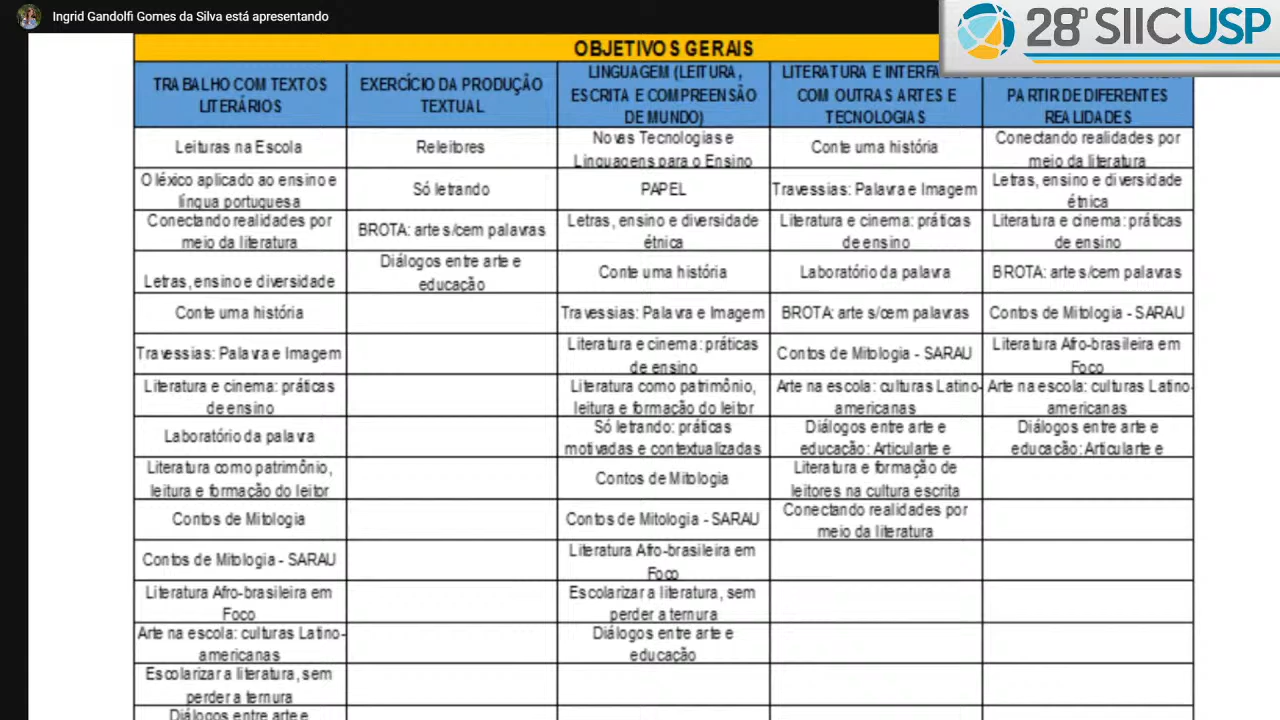 Ingrid Gandolfi Gomes da Silva está apresentando
28º SIICUSP
OBJETIVOS GERAIS
TRABALHO COM TEXTOS
LITERÁRIOS
EXERCÍCIO DA PRODUÇÃO
TEXTUAL
LINGUAGEM (LEITURA,
ESCRITA E COMPREENSÃO
DE MUNDO)
LITERATURA E
COM OUTRAS ARTES E
TECNOLOGIAS
PARTIR DE DIFERENTES
REALIDADES
Leituras na Escola
Releitores
Novas Tecnologias e
Linguagens para o Ensino
Conte uma história
Conectando realidades por
meio da literatura
O léxico aplicado ao ensino e
língua portuguesa
Só letrando
PAPEL
Travessias: Palavra e Imagem
Letras, ensino e diversidade
étnica
Conectando realidades por
meio da literatura
BROTA: artes/cem palavras
Letras, ensino e diversidade
étnica
Literatura e cinema: práticas
de ensino
Literatura e cinema: práticas
de ensino
Letras, ensino e diversidade
Diálogos entre arte e
educação
Conte uma história
Laboratório da palavra
BROTA: artes/cem palavras
Conte uma história
Travessias: Palavra e Imagem
BROTA: artes/cem palavras
Contos de Mitologia - SARAU
Travessias: Palavra e Imagem
Literatura e cinema: práticas
de ensino
Contos de Mitologia - SARAU
Literatura Afro-brasileira em
Foco
Literatura e cinema: práticas
de ensino
Literatura como patrimônio,
leitura e formação do leitor
Arte na escola: culturas Latino-
americanas
Arte na escola: culturas Latino-
americanas
Laboratório da palavra
Só letrando: práticas
motivadas e contextualizadas
Diálogos entre arte e
educação: Articularte e
Diálogos entre arte e
educação: Articularte e
Literatura como patrimônio,
leitura e formação do leitor
Contos de Mitologia
Literatura e formação de
leitores na cultura escrita
Contos de Mitologia
Contos de Mitologia - SARAU
Conectando realidades por
meio da literatura
Contos de Mitologia - SARAU
Literatura Afro-brasileira em
Foco
Literatura Afro-brasileira em
Foco
Escolarizar a literatura, sem
perder a ternura
Arte na escola: culturas Latino-
americanas
Diálogos entre arte e
educação
Escolarizar a literatura, sem
perder a ternura
Diálogos entre arte e